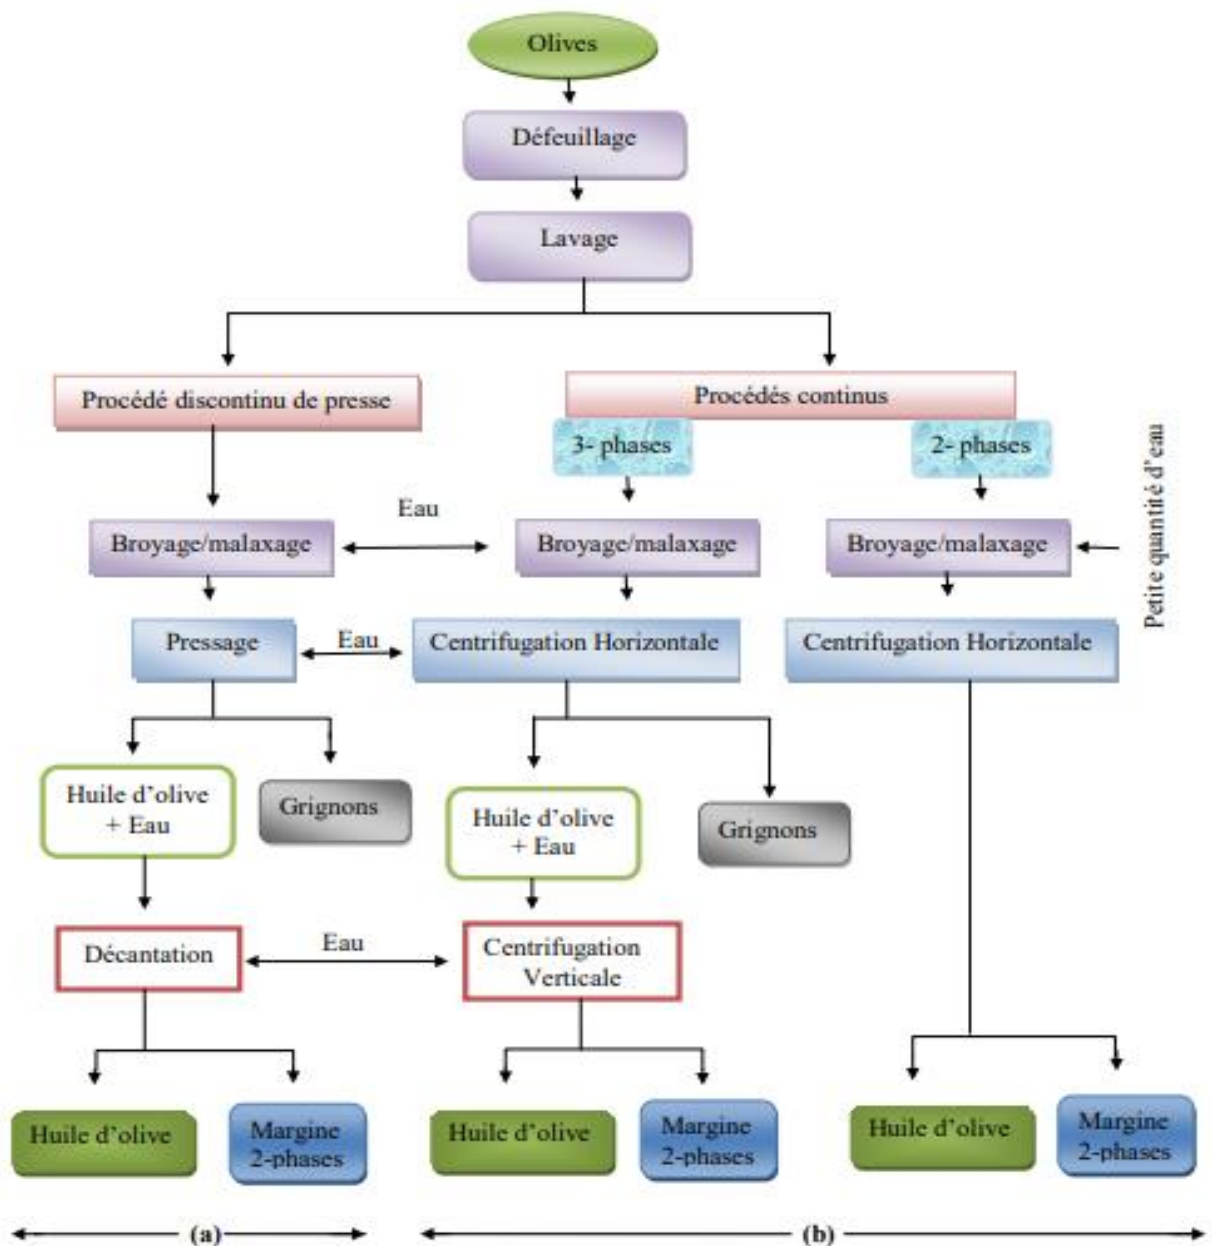 Olives
Défeuillage
Lavage
Procédé discontinu de presse
Procédés continus
3- phases
2- phases
Petite quantité d'eau
Eau
Broyage/malaxage
Broyage/malaxage
Broyage/malaxage
Pressage
Eau
Centrifugation Horizontale
Centrifugation Horizontale
Huile d'olive
+ Eau
Grignons
Huile d'olive
+ Eau
Grignons
Décantation
Eau
Centrifugation
Verticale
Huile d'olive
Margine
2-phases
Huile d'olive
Margine
2-phases
Huile d'olive
Margine
2-phases
(a)
(b)